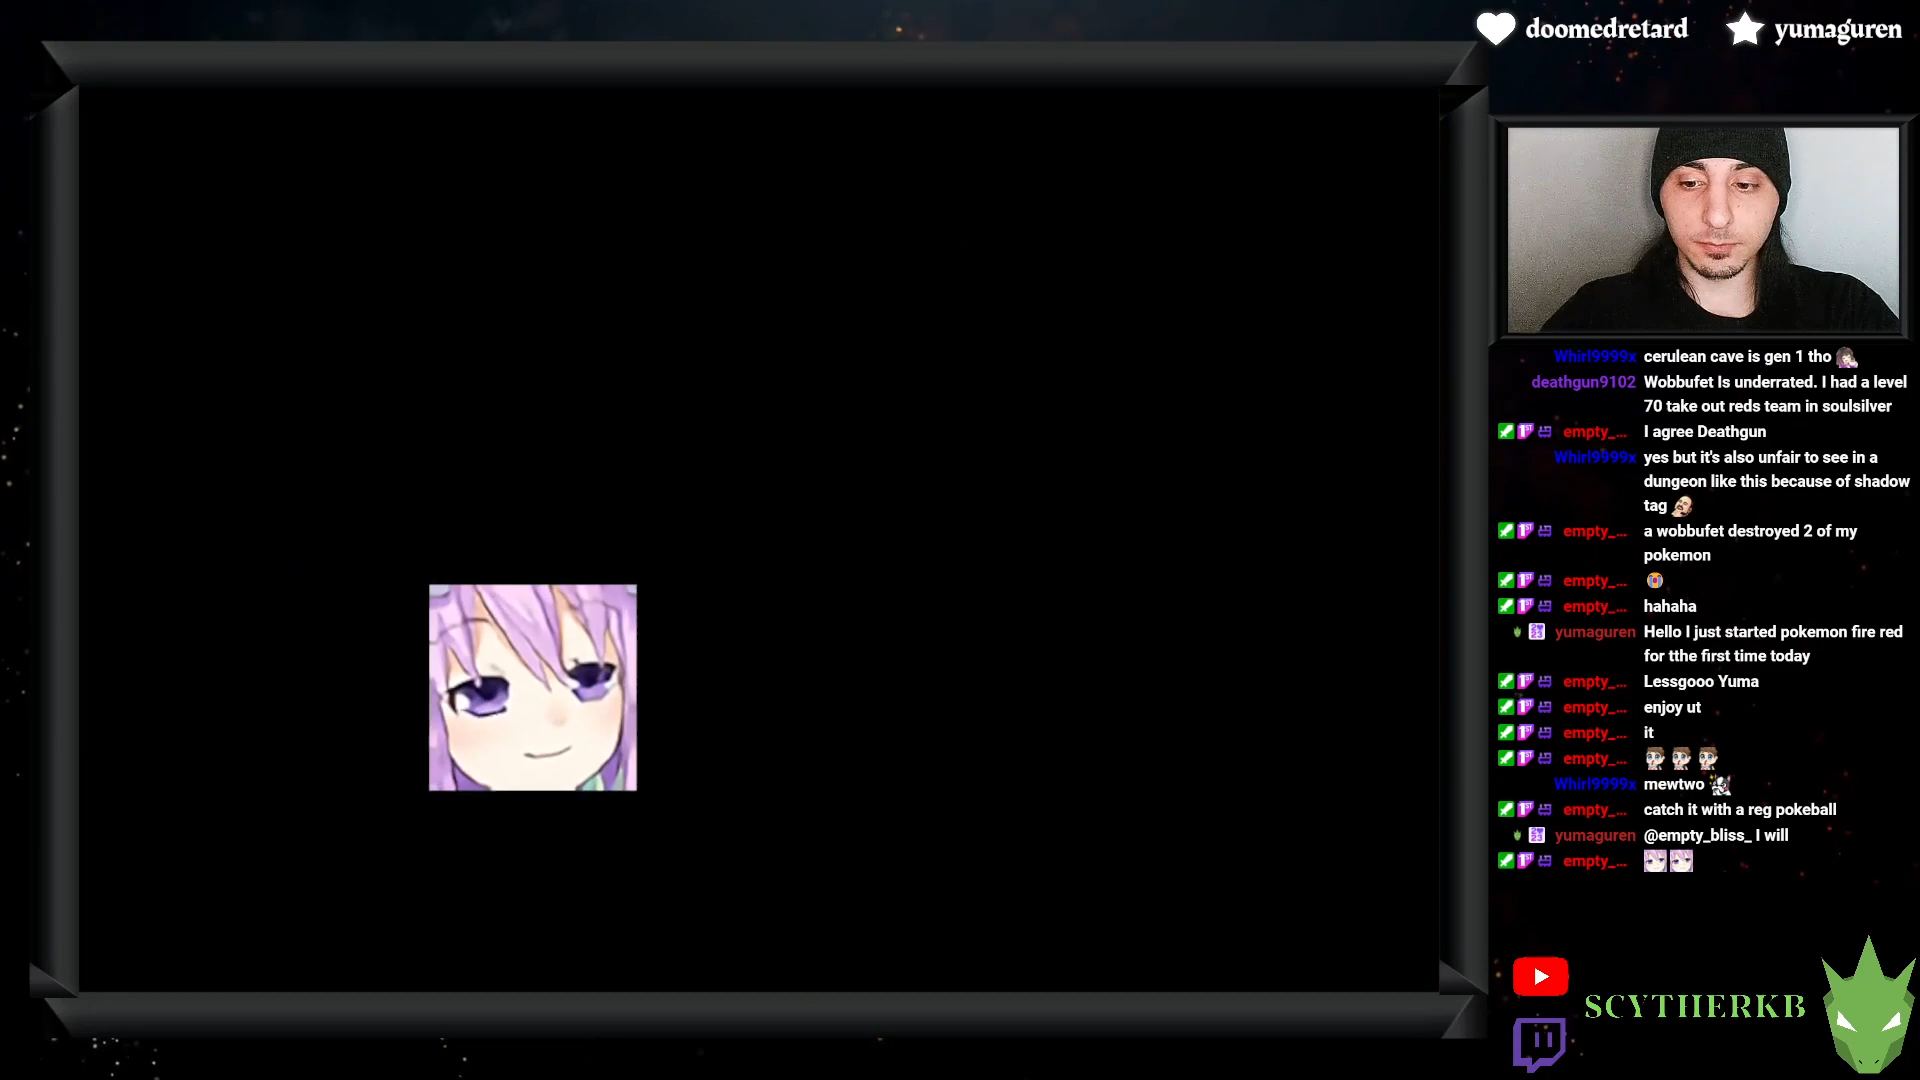 doomedretard yumaguren
Whirl9999x cerulean cave is gen 1 tho
deathgun9102 Wobbufet Is underrated. I had a level
70 take out reds team in soulsilver
empty_... I agree Deathgun
Whirl9999x yes but it's also unfair to see in a
dungeon like this because of shadow
tag
empty_... a wobbufet destroyed 2 of my
pokemon
empty_...
empty_... hahaha
yumaguren Hello I just started pokemon fire red
for tthe first time today
empty_... Lessgooo Yuma
empty_... enjoy ut
empty_... it
empty_...
Whirl9999x mewtwo
empty_... catch it with a reg pokeball
yumaguren @empty_bliss_ I will
empty_...
SCYTHERKB